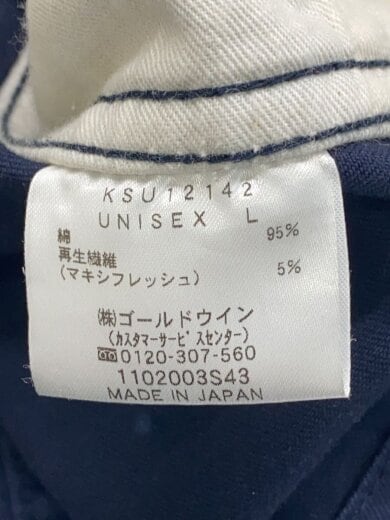 KSU12142
UNISEX L
綿 95%
再生繊維
(マキシフレッシュ) 5%
㈱ゴールドウイン
(カスタマーサービスセンター)
0120-307-560
1102003S43
MADE IN JAPAN